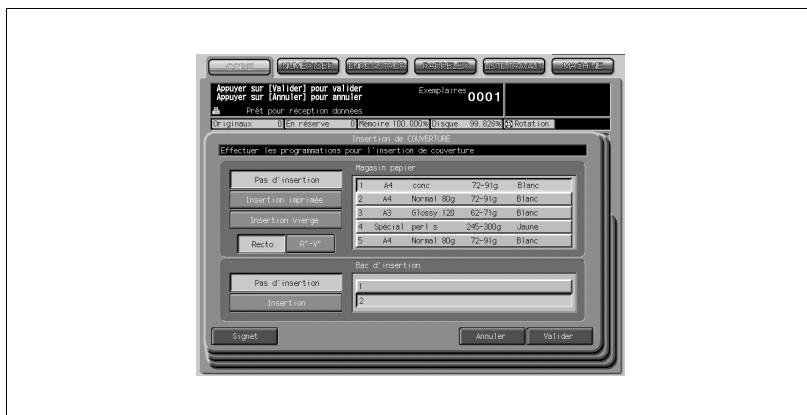 COPIE NUMÉRISER ENREGISTRER RAPPELER LISTE TRAVAUX MACHINE
Appuyer sur [Valider] pour valider
Appuyer sur [Annuler] pour annuler
Exemplaires 0001
Prêt pour réception données
Originaux 0 En réserve 0 Mémoire 100.000% Disque 99.828% Rotation
Insertion de COUVERTURE
Effectuer les programmations pour l'insertion de couverture
Magasin papier
Pas d'insertion
Insertion imprimée
Insertion vierge
Recto R°-V°
1 A4 conc 72-91g Blanc
2 A4 Normal 80g 72-91g Blanc
3 A3 Glossy 120 62-71g Blanc
4 Spécial perl s 245-300g Jaune
5 A4 Normal 80g 72-91g Blanc
Bac d'insertion
Pas d'insertion
Insertion
1
2
Signet Annuler Valider